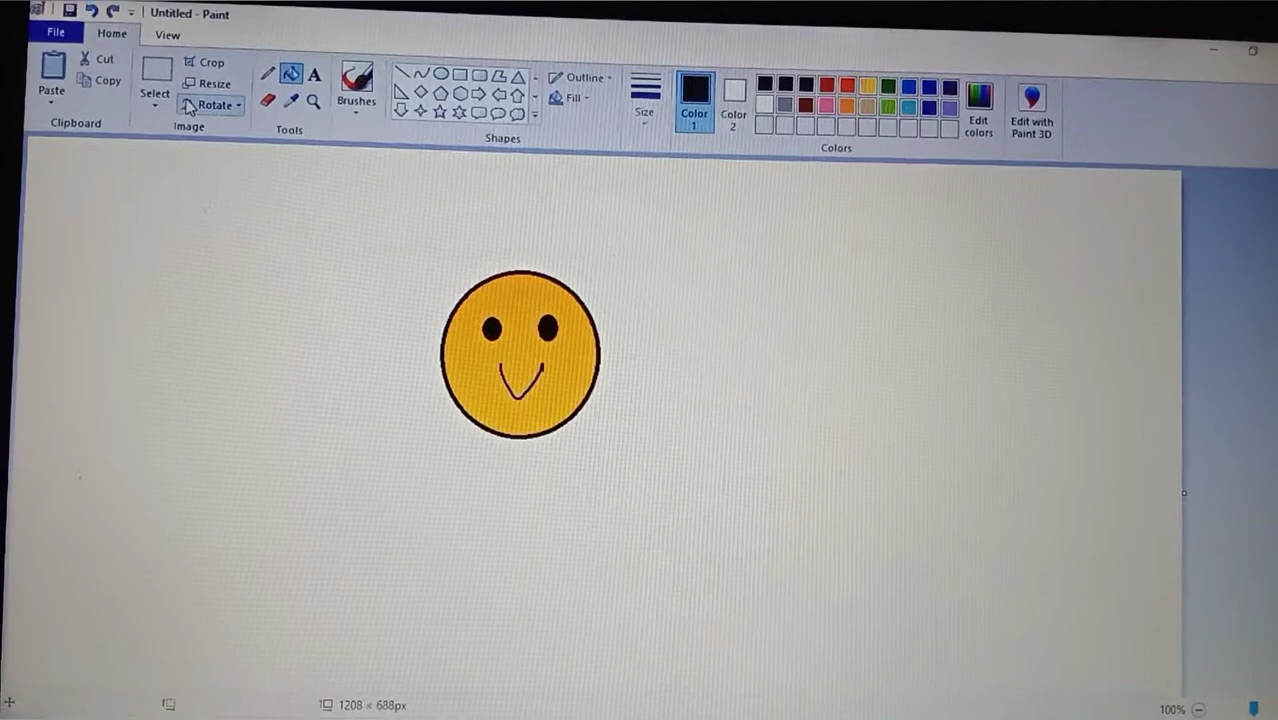 Untitled - Paint
File Home View
Paste
Cut
Copy
Clipboard
Select
Crop
Resize
Rotate
Image
A
Tools
Brushes
Shapes
Outline
Fill
Size
Color
1
Color
2
Colors
Edit
colors
Edit with
Paint 3D
1208 × 688px
100%